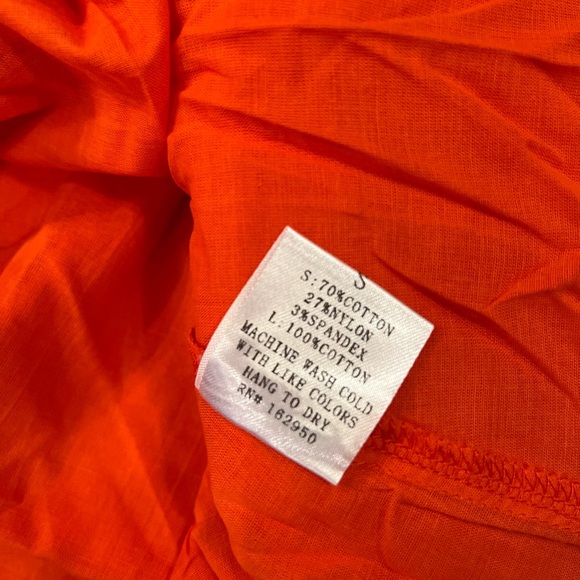 S
S:70%COTTON
27%NYLON
3%SPANDEX
L:100%COTTON
MACHINE WASH COLD
WITH LIKE COLORS
HANG TO DRY
RN# 162950